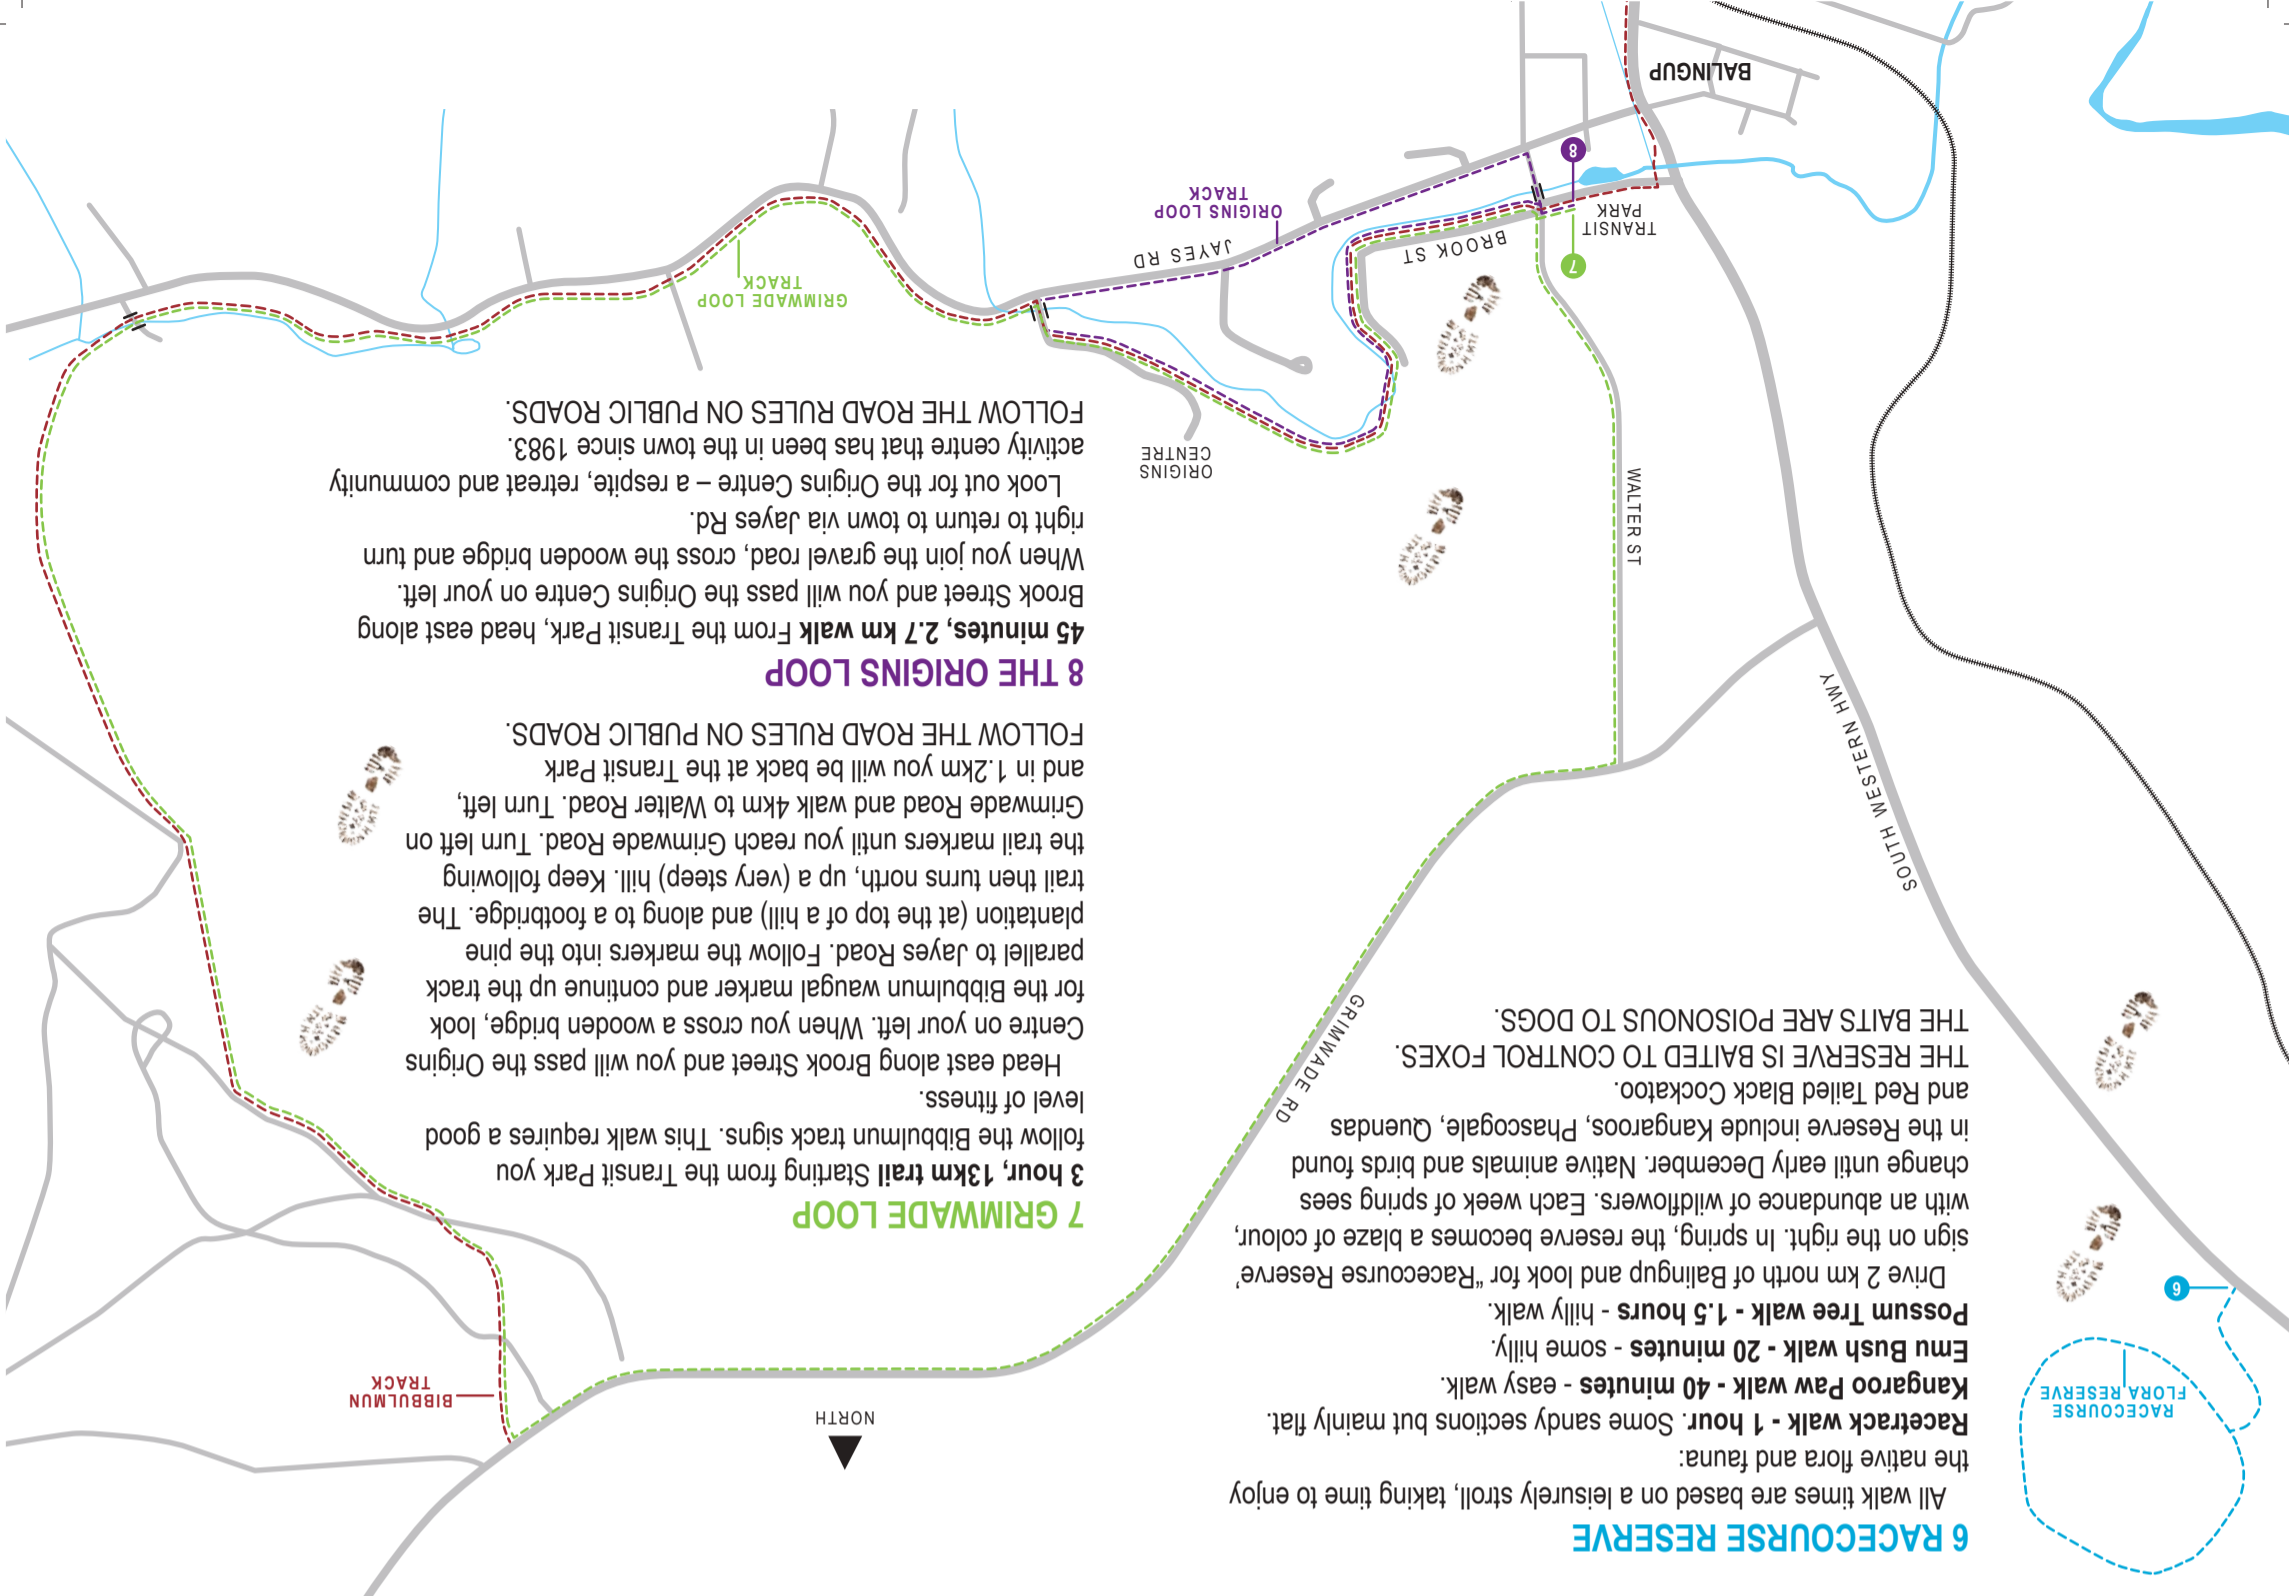 6 RACECOURSE RESERVE
All walk times are based on a leisurely stroll, taking time to enjoy
the native flora and fauna:
Racetrack walk - 1 hour. Some sandy sections but mainly flat.
Kangaroo Paw walk - 40 minutes - easy walk.
Emu Bush walk - 20 minutes - some hilly.
Possum Tree walk - 1.5 hours - hilly walk.
Drive 2 km north of Balingup and look for “Racecourse Reserve’
sign on the right. In spring, the reserve becomes a blaze of colour,
with an abundance of wildflowers. Each week of spring sees
change until early December. Native animals and birds found
in the Reserve include Kangaroos, Phascogale, Quendas
and Red Tailed Black Cockatoo.
THE RESERVE IS BAITED TO CONTROL FOXES.
THE BAITS ARE POISONOUS TO DOGS.
RACECOURSE
FLORA RESERVE
6
NORTH
BIBBULMUN
TRACK
7 GRIMWADE LOOP
3 hour, 13km trail Starting from the Transit Park you
follow the Bibbulmun track signs. This walk requires a good
level of fitness.
Head east along Brook Street and you will pass the Origins
Centre on your left. When you cross a wooden bridge, look
for the Bibbulmun waugal marker and continue up the track
parallel to Jayes Road. Follow the markers into the pine
plantation (at the top of a hill) and along to a footbridge. The
trail then turns north, up a (very steep) hill. Keep following
the trail markers until you reach Grimwade Road. Turn left on
Grimwade Road and walk 4km to Walter Road. Turn left,
and in 1.2km you will be back at the Transit Park
FOLLOW THE ROAD RULES ON PUBLIC ROADS.
8 THE ORIGINS LOOP
45 minutes, 2.7 km walk From the Transit Park, head east along
Brook Street and you will pass the Origins Centre on your left.
When you join the gravel road, cross the wooden bridge and turn
right to return to town via Jayes Rd.
Look out for the Origins Centre – a respite, retreat and community
activity centre that has been in the town since 1983.
FOLLOW THE ROAD RULES ON PUBLIC ROADS.
GRIMWADE RD
SOUTH WESTERN HWY
WALTER ST
ORIGINS
CENTRE
GRIMWADE LOOP
TRACK
7
BROOK ST
JAYES RD
TRANSIT
PARK
ORIGINS LOOP
TRACK
8
BALINGUP